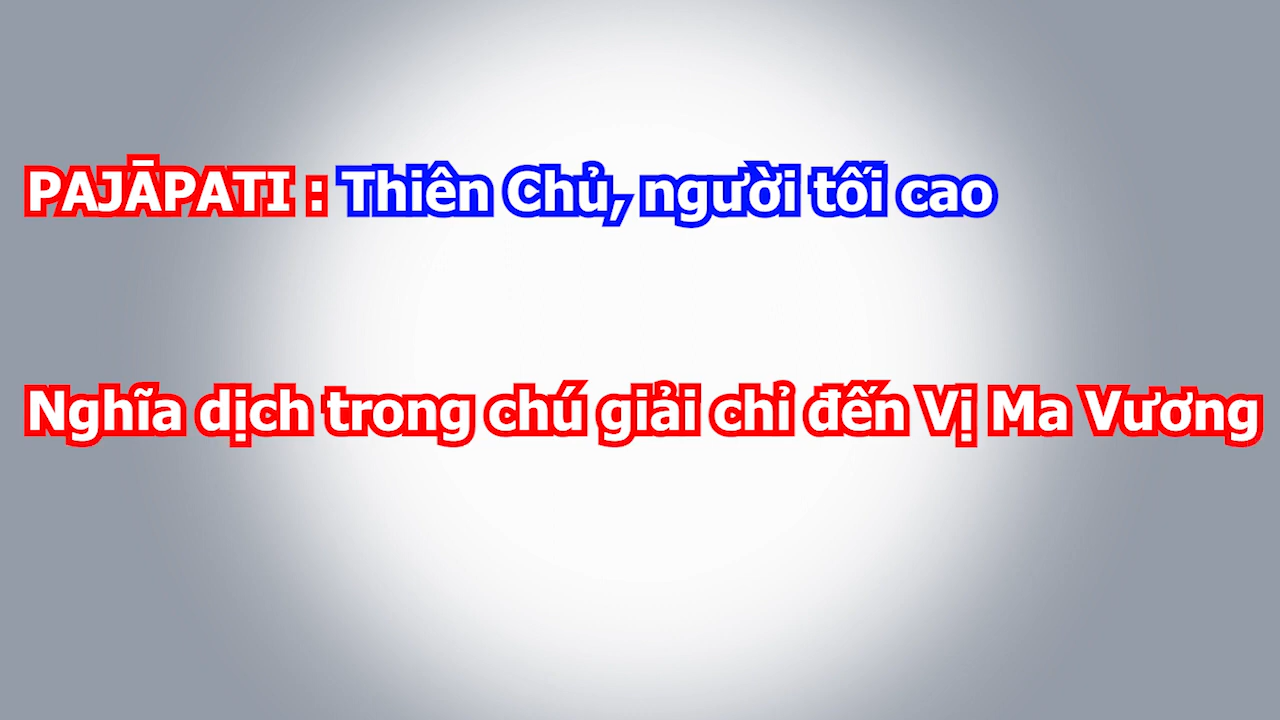 PAJĀPATI : Thiên Chủ, người tối cao
Nghĩa dịch trong chú giải chỉ đến Vị Ma Vương